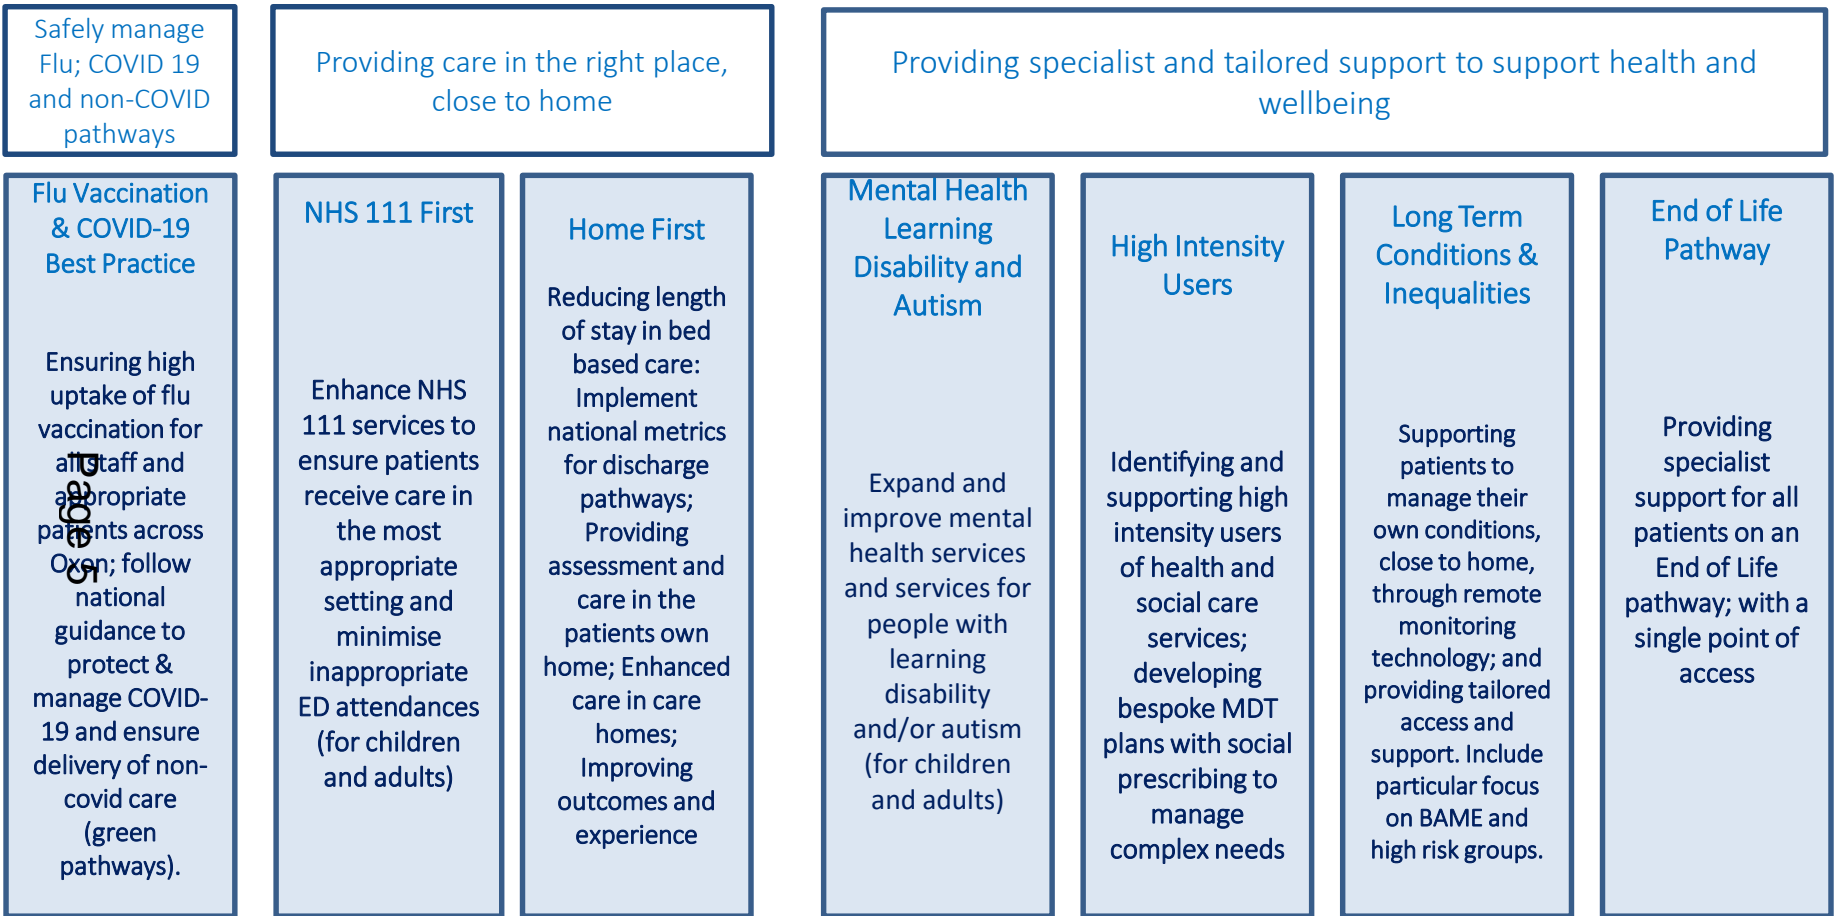 Safely manage
Flu; COVID 19
and non-COVID
pathways
Providing care in the right place,
close to home
Providing specialist and tailored support to support health and
wellbeing
Flu Vaccination
& COVID-19
Best Practice
Ensuring high
uptake of flu
vaccination for
all staff and
appropriate
patients across
Oxon; follow
national
guidance to
protect &
manage COVID-
19 and ensure
delivery of non-
covid care
(green
pathways).
Page 5
NHS 111 First
Enhance NHS
111 services to
ensure patients
receive care in
the most
appropriate
setting and
minimise
inappropriate
ED attendances
(for children
and adults)
Home First
Reducing length
of stay in bed
based care:
Implement
national metrics
for discharge
pathways;
Providing
assessment and
care in the
patients own
home; Enhanced
care in care
homes;
Improving
outcomes and
experience
Mental Health
Learning
Disability and
Autism
Expand and
improve mental
health services
and services for
people with
learning
disability
and/or autism
(for children
and adults)
High Intensity
Users
Identifying and
supporting high
intensity users
of health and
social care
services;
developing
bespoke MDT
plans with social
prescribing to
manage
complex needs
Long Term
Conditions &
Inequalities
Supporting
patients to
manage their
own conditions,
close to home,
through remote
monitoring
technology; and
providing tailored
access and
support. Include
particular focus
on BAME and
high risk groups.
End of Life
Pathway
Providing
specialist
support for all
patients on an
End of Life
pathway; with a
single point of
access